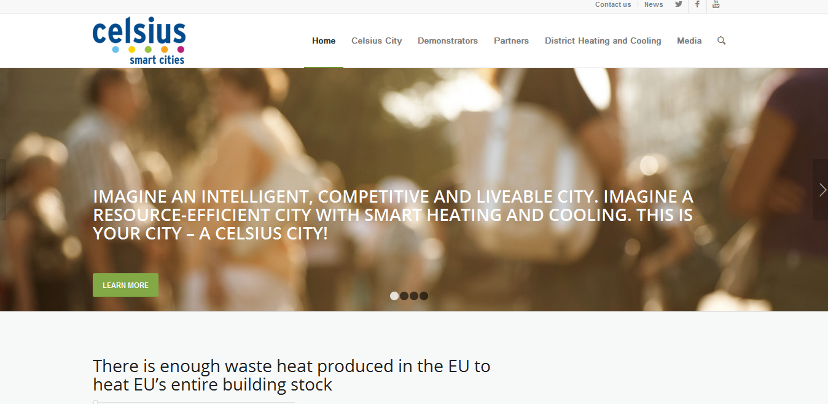 Contact us News
celsius
smart cities
Home Celsius City Demonstrators Partners District Heating and Cooling Media
IMAGINE AN INTELLIGENT, COMPETITIVE AND LIVEABLE CITY. IMAGINE A
RESOURCE-EFFICIENT CITY WITH SMART HEATING AND COOLING. THIS IS
YOUR CITY – A CELSIUS CITY!
LEARN MORE
There is enough waste heat produced in the EU to
heat EU's entire building stock